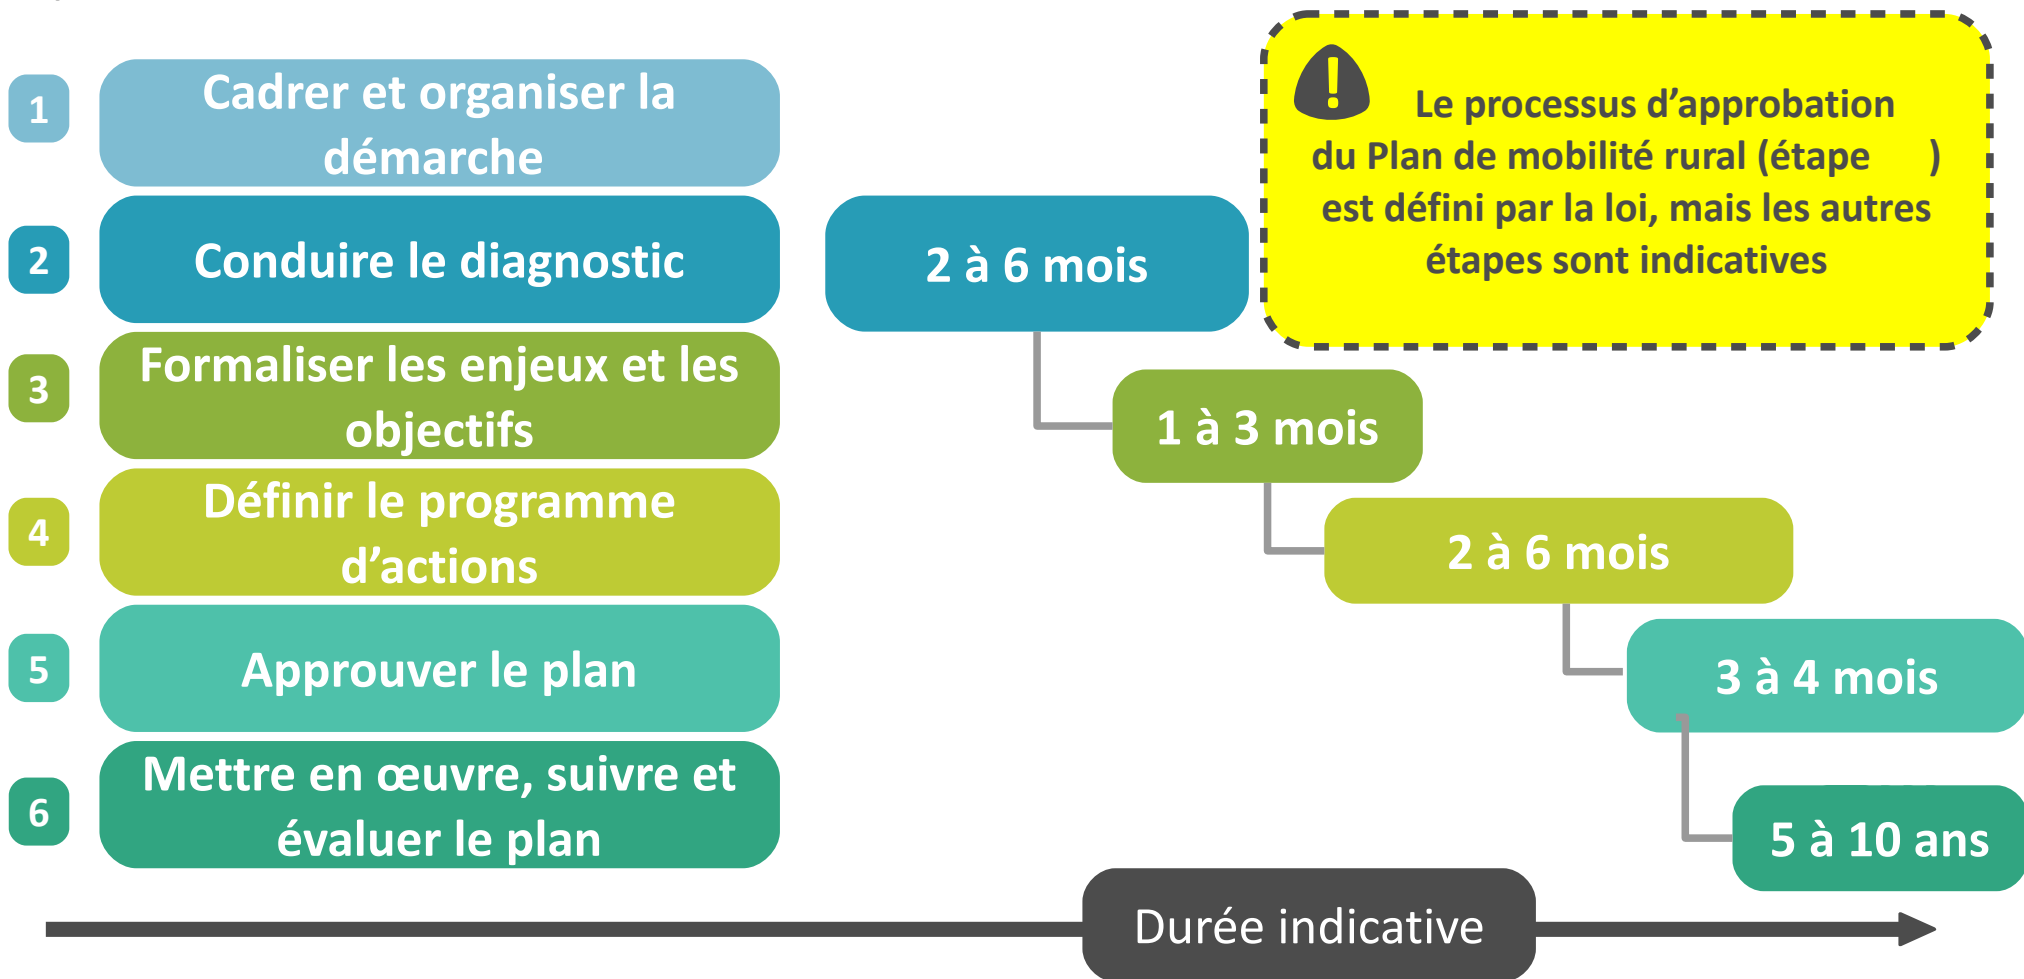 1
Cadrer et organiser la
démarche
2
Conduire le diagnostic
3
Formaliser les enjeux et les
objectifs
4
Définir le programme
d’actions
5
Approuver le plan
6
Mettre en œuvre, suivre et
évaluer le plan
!
Le processus d’approbation
du Plan de mobilité rural (étape )
est défini par la loi, mais les autres
étapes sont indicatives
2 à 6 mois
1 à 3 mois
2 à 6 mois
3 à 4 mois
5 à 10 ans
Durée indicative